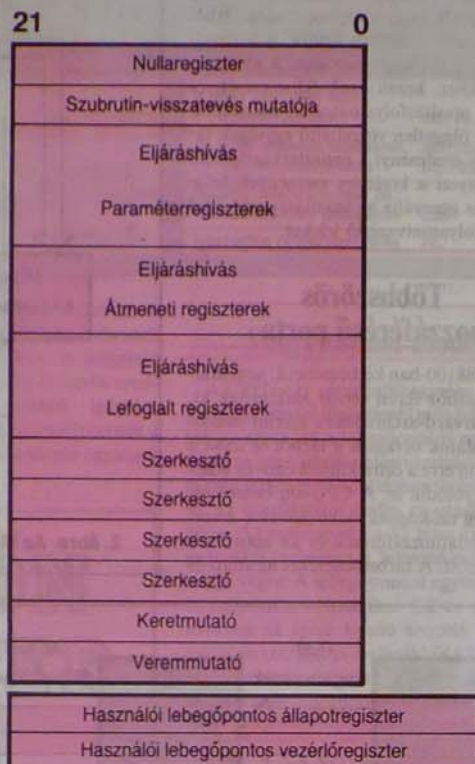 21 0
Nullaregiszter
Szubrutin-visszatevés mutatója
Eljáráshívás
Paraméterregiszterek
Eljáráshívás
Átmeneti regiszterek
Eljáráshívás
Lefoglalt regiszterek
Szerkesztő
Szerkesztő
Szerkesztő
Szerkesztő
Keretmutató
Veremmutató
Használói lebegőpontos állapotregiszter
Használói lebegőpontos vezérlőregiszter